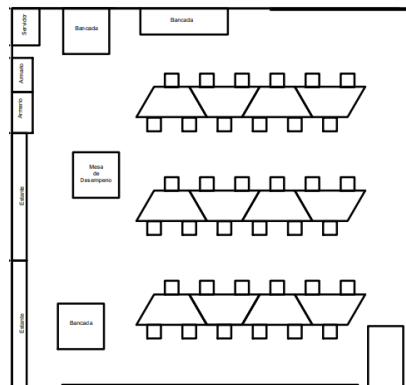 Servidor
Bancada
Bancada
Armario
Armario
Mesa
de
Desempeno
Estante
Bancada
Estante